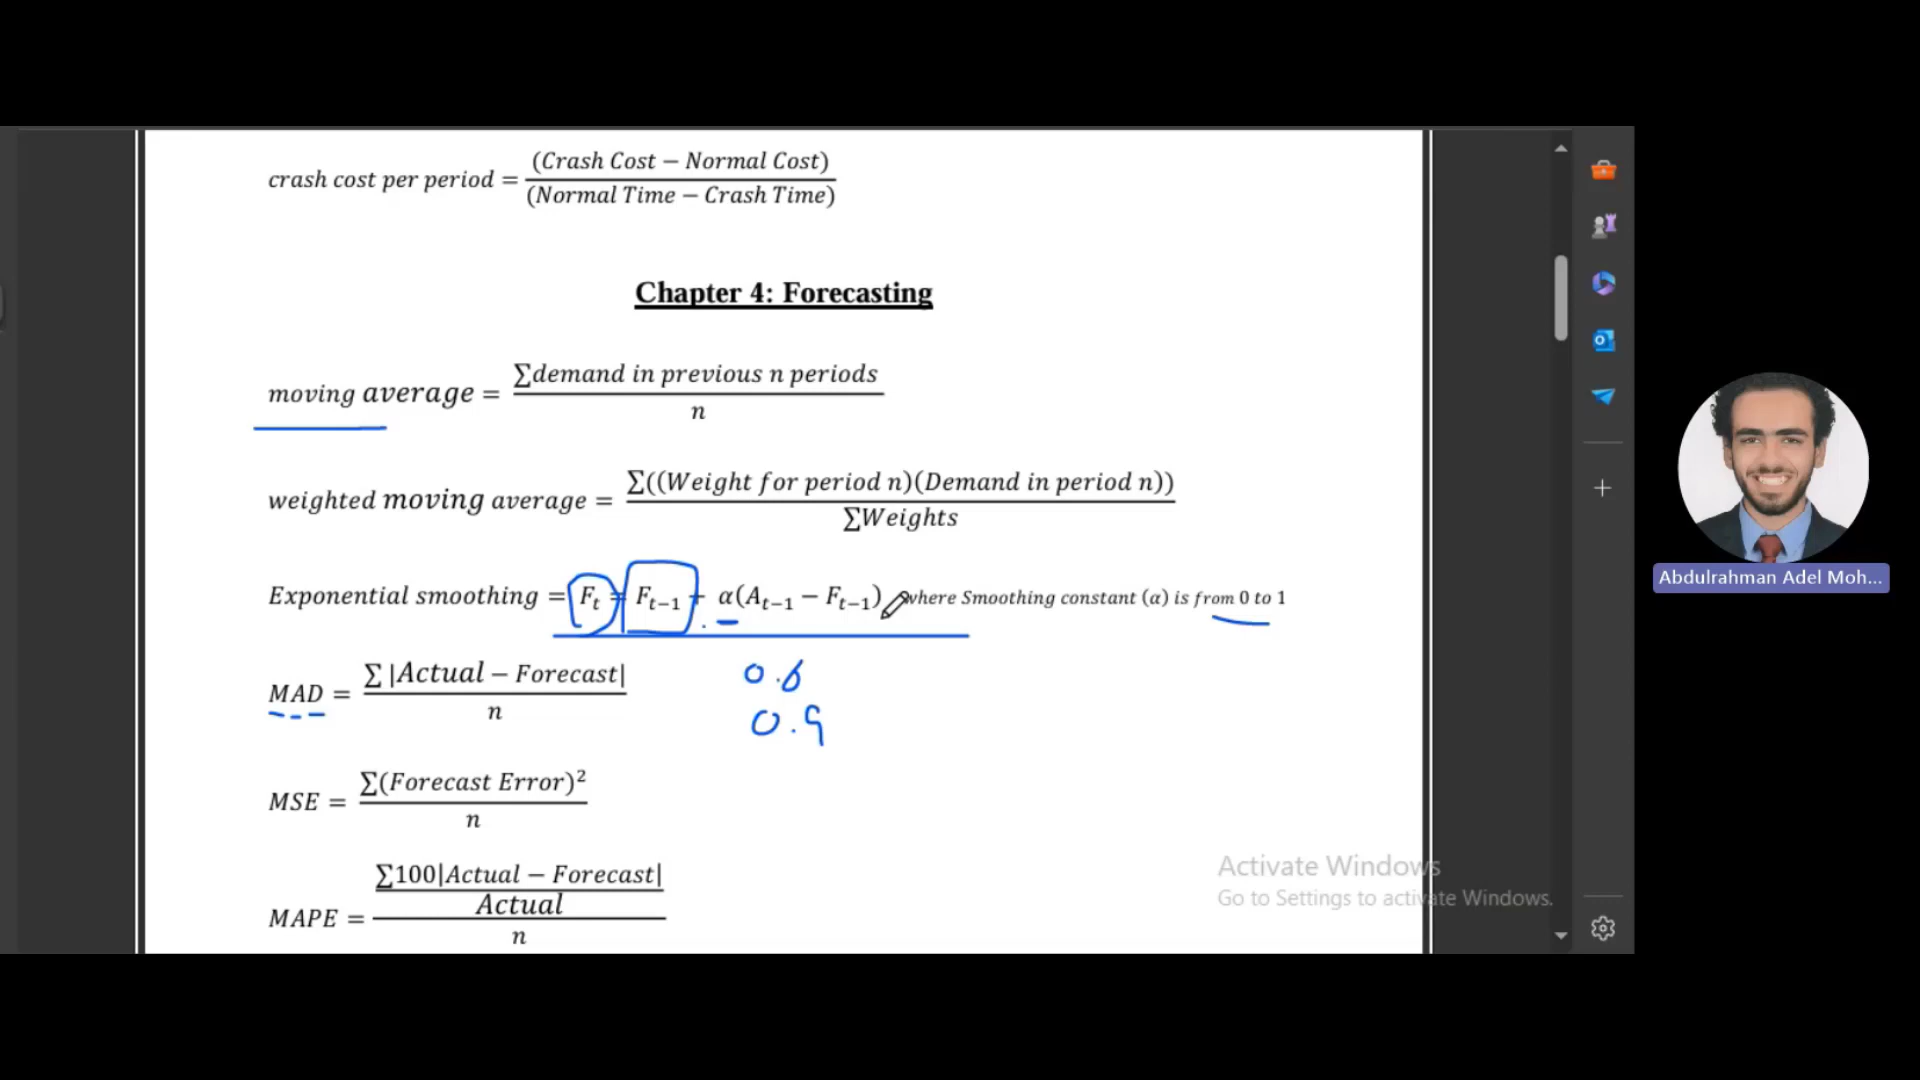 crash cost per period = (Crash Cost − Normal Cost) / (Normal Time − Crash Time)
Chapter 4: Forecasting
moving average = ∑demand in previous n periods / n
weighted moving average = ∑((Weight for period n)(Demand in period n)) / ∑Weights
Exponential smoothing = Fₜ = Fₜ₋₁ + α(Aₜ₋₁ − Fₜ₋₁) where Smoothing constant (α) is from 0 to 1
MAD = ∑|Actual − Forecast| / n
0.6
0.9
MSE = ∑(Forecast Error)² / n
MAPE = ∑100|Actual − Forecast| / Actual / n
Activate Windows
Go to Settings to activate Windows.
Abdulrahman Adel Moh...